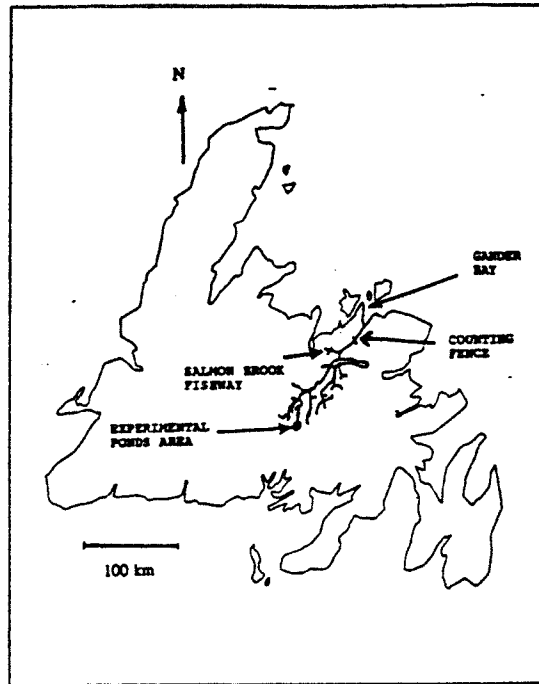 N
GANDER
BAY
COUNTING
FENCE
SALMON BROOK
FISHWAY
EXPERIMENTAL
PONDS AREA
100 km